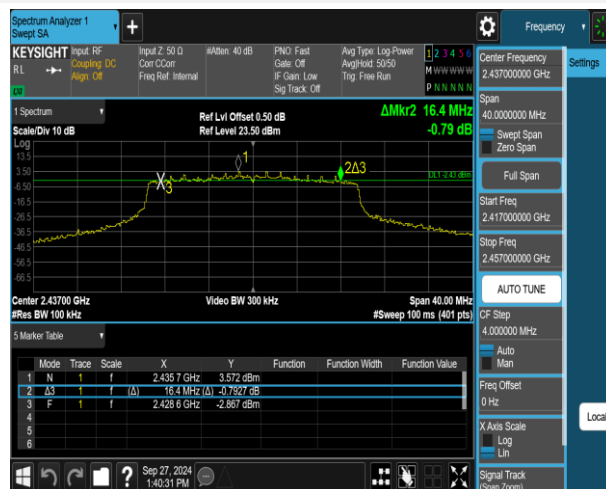 Spectrum Analyzer 1
Swept SA
Frequency
KEYSIGHT Input: RF Input Z: 50 Ω #Atten: 40 dB PNO: Fast Avg Type: Log-Power 1 2 3 4 5 6
RL Coupling: DC Corr CCorr Gate: Off Avg|Hold: 50/50 M W W W W W
Align: Off Freq Ref: Internal IF Gain: Low Trig: Free Run
Sig Track: Off P N N N N N
Center Frequency
2.437000000 GHz
Settings
Span
40.0000000 MHz
Swept Span
Zero Span
Full Span
Start Freq
2.417000000 GHz
Stop Freq
2.457000000 GHz
AUTO TUNE
CF Step
4.000000 MHz
Auto
Man
Freq Offset
0 Hz
X Axis Scale
Log
Lin
Local
Signal Track
(Span Zoom)
1 Spectrum
Scale/Div 10 dB
Ref Lvl Offset 0.50 dB
Ref Level 23.50 dBm
ΔMkr2 16.4 MHz
-0.79 dB
Log
13.5
3.50
-6.50
-16.5
-26.5
-36.5
-46.5
-56.5
-66.5
1
2Δ3
3
DL1 -2.43 dBm
Center 2.43700 GHz Video BW 300 kHz Span 40.00 MHz
#Res BW 100 kHz #Sweep 100 ms (401 pts)
5 Marker Table
Mode Trace Scale X Y Function Function Width Function Value
1 N 1 f 2.435 7 GHz 3.572 dBm
2 Δ3 1 f (Δ) 16.4 MHz (Δ) -0.7927 dB
3 F 1 f 2.428 6 GHz -2.867 dBm
4
5
6
Sep 27, 2024
1:40:31 PM